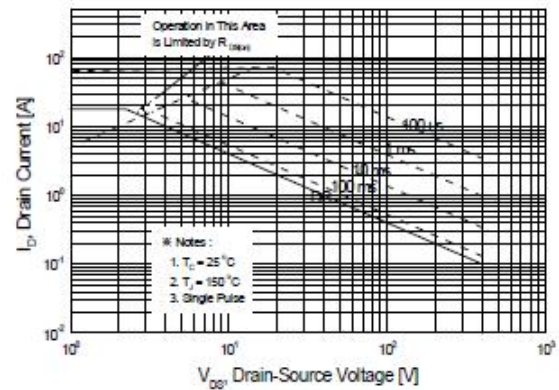 Operation in This Area
is Limited by R DS(on)
10²
10¹
10⁰
10⁻¹
10⁻²
I_D, Drain Current [A]
100 us
1 ms
10 ms
100 ms
DC
※ Notes :
1. T_C = 25 °C
2. T_J = 150 °C
3. Single Pulse
10⁰
10¹
10²
10³
V_DS, Drain-Source Voltage [V]